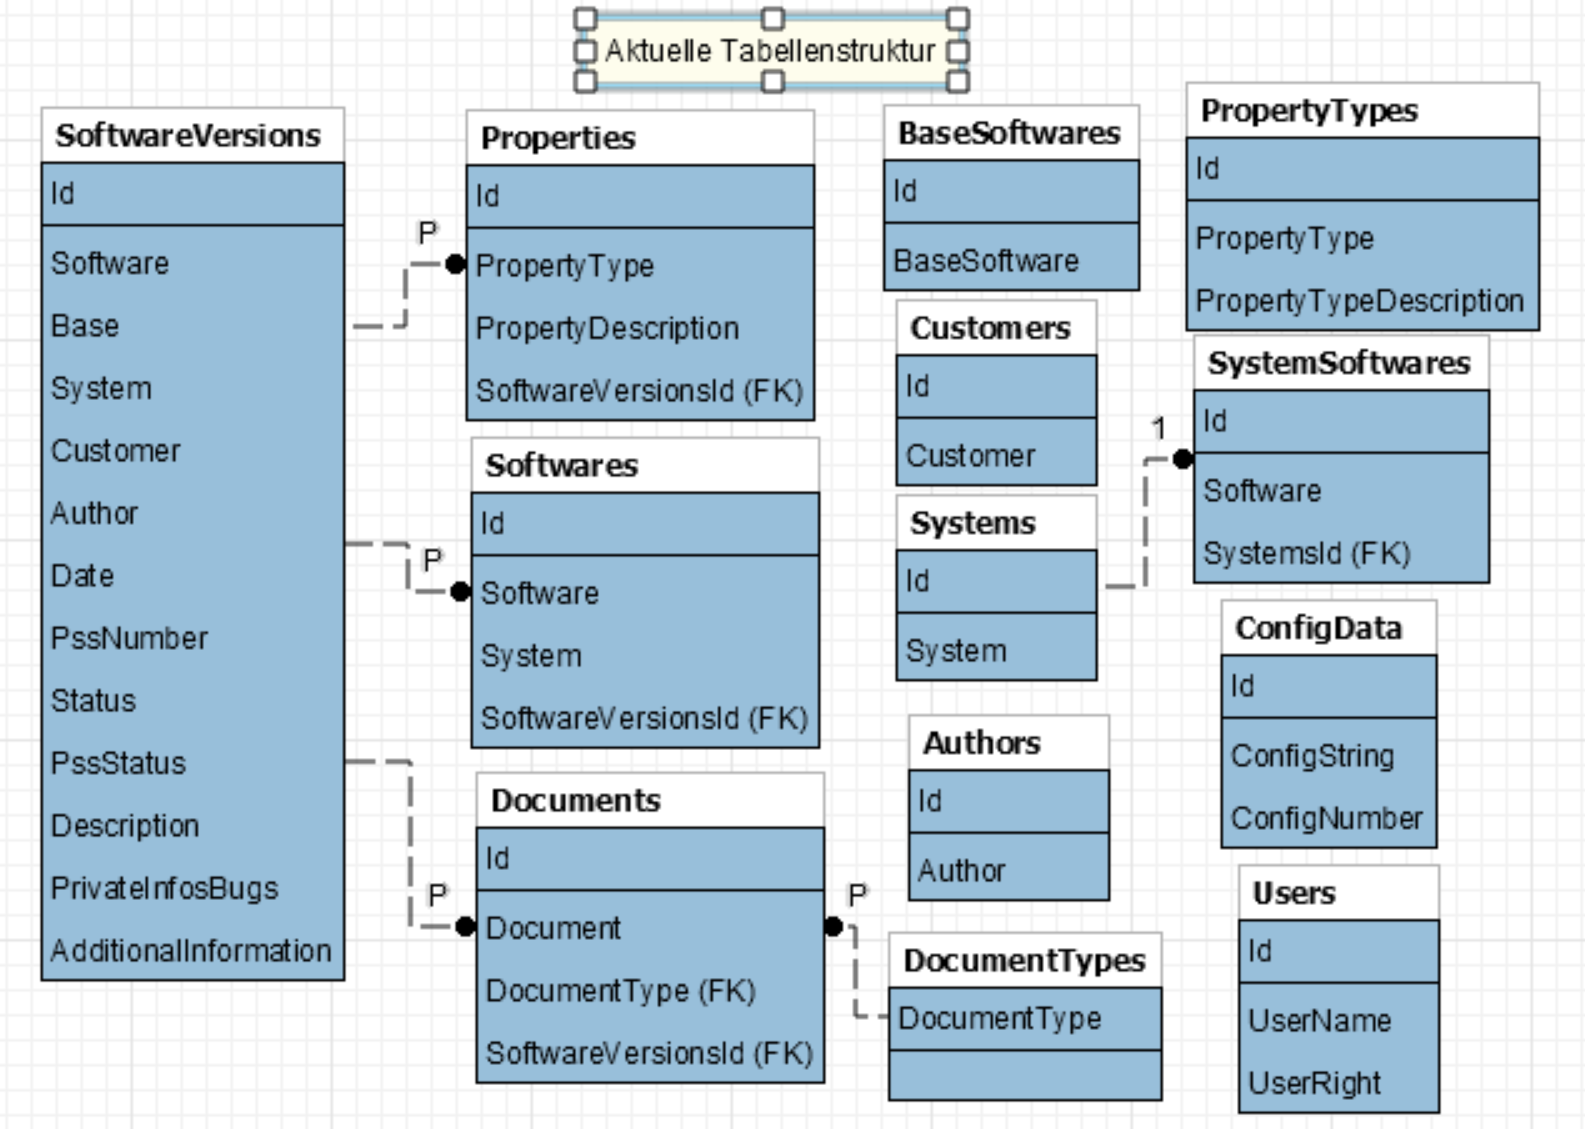 Aktuelle Tabellenstruktur
SoftwareVersions
Id
Software
Base
System
Customer
Author
Date
PssNumber
Status
PssStatus
Description
PrivateInfosBugs
AdditionalInformation
P
Properties
Id
PropertyType
PropertyDescription
SoftwareVersionsId (FK)
P
Softwares
Id
Software
System
SoftwareVersionsId (FK)
P
Documents
Id
Document
DocumentType (FK)
SoftwareVersionsId (FK)
P
BaseSoftwares
Id
BaseSoftware
Customers
Id
Customer
Systems
Id
System
Authors
Id
Author
DocumentTypes
DocumentType
PropertyTypes
Id
PropertyType
PropertyTypeDescription
1
SystemSoftwares
Id
Software
SystemsId (FK)
ConfigData
Id
ConfigString
ConfigNumber
Users
Id
UserName
UserRight